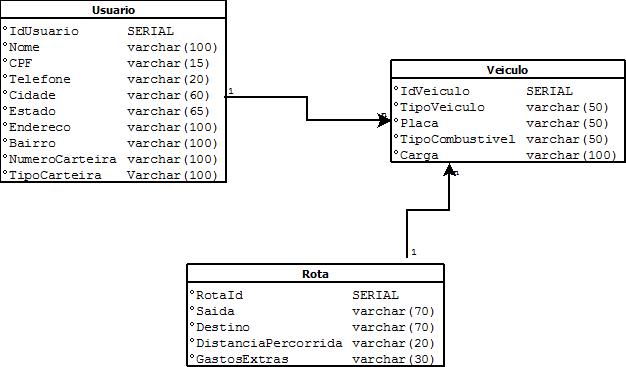 Usuario
IdUsuario SERIAL
Nome varchar(100)
CPF varchar(15)
Telefone varchar(20)
Cidade varchar(60)
Estado varchar(65)
Endereco varchar(100)
Bairro varchar(100)
NumeroCarteira varchar(100)
TipoCarteira Varchar(100)
1
n
Veiculo
IdVeiculo SERIAL
TipoVeiculo varchar(50)
Placa varchar(50)
TipoCombustivel varchar(50)
Carga varchar(100)
n
1
Rota
RotaId SERIAL
Saida varchar(70)
Destino varchar(70)
DistanciaPercorrida varchar(20)
GastosExtras varchar(30)